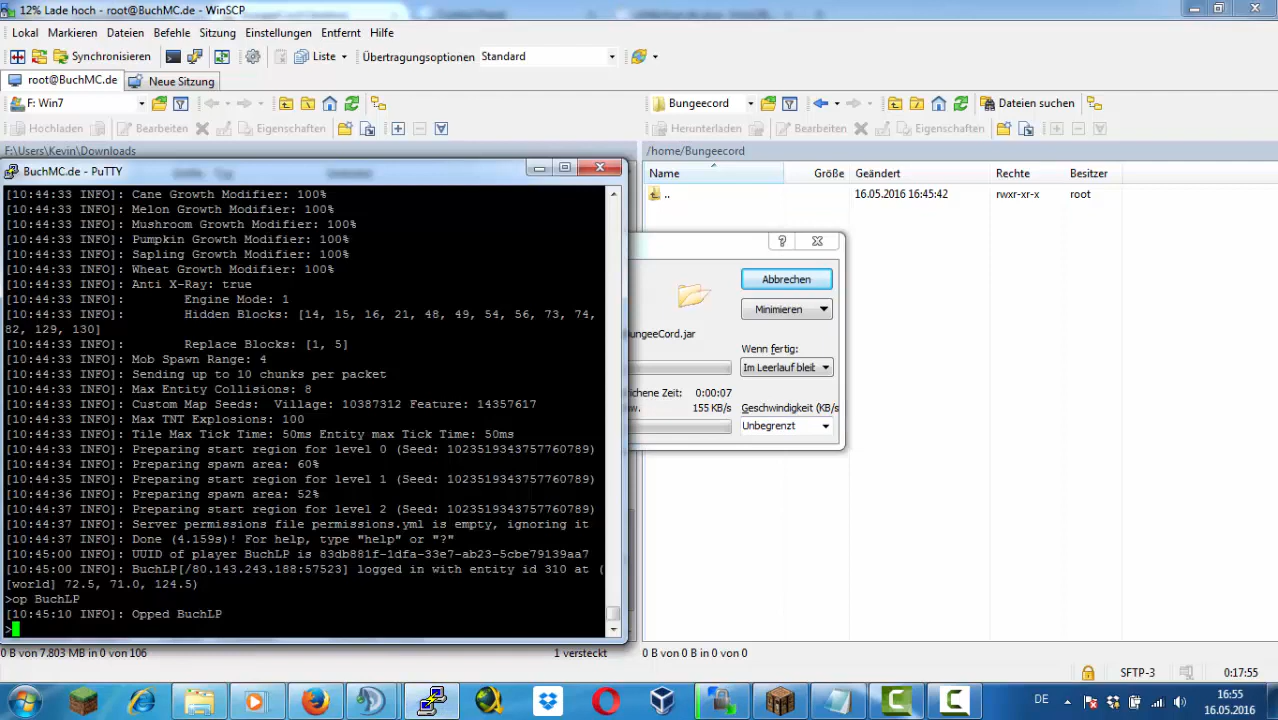 12% Lade hoch - root@BuchMC.de - WinSCP
Lokal Markieren Dateien Befehle Sitzung Einstellungen Entfernt Hilfe
Synchronisieren Liste Übertragungsoptionen Standard
root@BuchMC.de Neue Sitzung
F: Win7 Bungeecord Dateien suchen
Hochladen Bearbeiten Eigenschaften Herunterladen Bearbeiten Eigenschaften
F:\Users\Kevin\Downloads /home/Bungeecord
Name Größe Geändert Rechte Besitzer
.. 16.05.2016 16:45:42 rwxr-xr-x root
BuchMC.de - PuTTY
[10:44:33 INFO]: Cane Growth Modifier: 100%
[10:44:33 INFO]: Melon Growth Modifier: 100%
[10:44:33 INFO]: Mushroom Growth Modifier: 100%
[10:44:33 INFO]: Pumpkin Growth Modifier: 100%
[10:44:33 INFO]: Sapling Growth Modifier: 100%
[10:44:33 INFO]: Wheat Growth Modifier: 100%
[10:44:33 INFO]: Anti X-Ray: true
[10:44:33 INFO]: Engine Mode: 1
[10:44:33 INFO]: Hidden Blocks: [14, 15, 16, 21, 48, 49, 54, 56, 73, 74,
82, 129, 130]
[10:44:33 INFO]: Replace Blocks: [1, 5]
[10:44:33 INFO]: Mob Spawn Range: 4
[10:44:33 INFO]: Sending up to 10 chunks per packet
[10:44:33 INFO]: Max Entity Collisions: 8
[10:44:33 INFO]: Custom Map Seeds: Village: 10387312 Feature: 14357617
[10:44:33 INFO]: Max TNT Explosions: 100
[10:44:33 INFO]: Tile Max Tick Time: 50ms Entity max Tick Time: 50ms
[10:44:33 INFO]: Preparing start region for level 0 (Seed: 1023519343757760789)
[10:44:34 INFO]: Preparing spawn area: 60%
[10:44:35 INFO]: Preparing start region for level 1 (Seed: 1023519343757760789)
[10:44:36 INFO]: Preparing spawn area: 52%
[10:44:37 INFO]: Preparing start region for level 2 (Seed: 1023519343757760789)
[10:44:37 INFO]: Server permissions file permissions.yml is empty, ignoring it
[10:44:37 INFO]: Done (4.159s)! For help, type "help" or "?"
[10:45:00 INFO]: UUID of player BuchLP is 83db881f-1dfa-33e7-ab23-5cbe79139aa7
[10:45:00 INFO]: BuchLP[/80.143.243.188:57523] logged in with entity id 310 at (
[world] 72.5, 71.0, 124.5)
>op BuchLP
[10:45:10 INFO]: Opped BuchLP
>
Abbrechen
Minimieren
ungeeCord.jar
Wenn fertig:
Im Leerlauf bleit
richene Zeit: 0:00:07
w. 155 KB/s Geschwindigkeit (KB/s
Unbegrenzt
0 B von 7.803 MB in 0 von 106 1 versteckt 0 B von 0 B in 0 von 0
SFTP-3 0:17:55
DE 16:55
16.05.2016